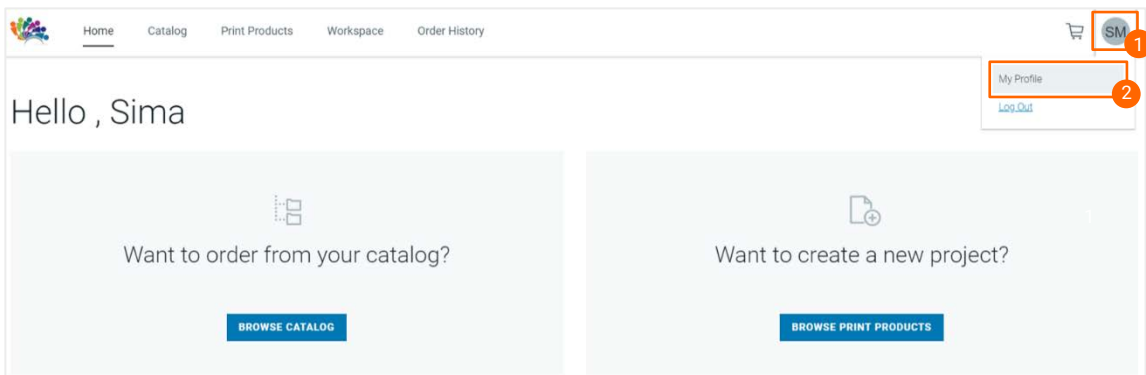 Home Catalog Print Products Workspace Order History SM
1
My Profile
2
Log Out
Hello , Sima
1
Want to order from your catalog?
Want to create a new project?
BROWSE CATALOG
BROWSE PRINT PRODUCTS